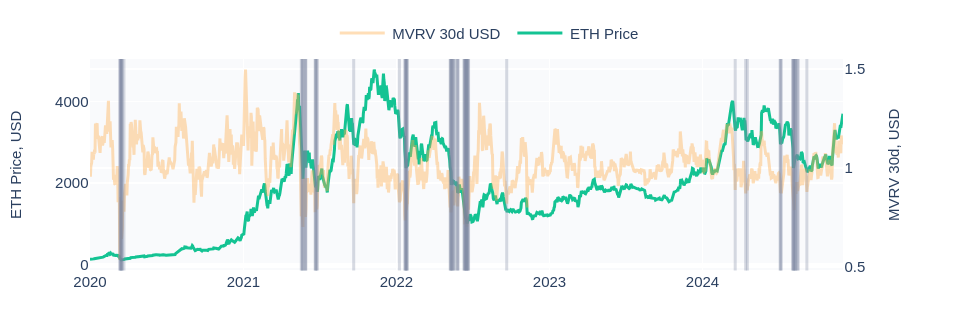 MVRV 30d USD
ETH Price
ETH Price, USD
4000
2000
0
1.5
1
0.5
MVRV 30d, USD
2020
2021
2022
2023
2024